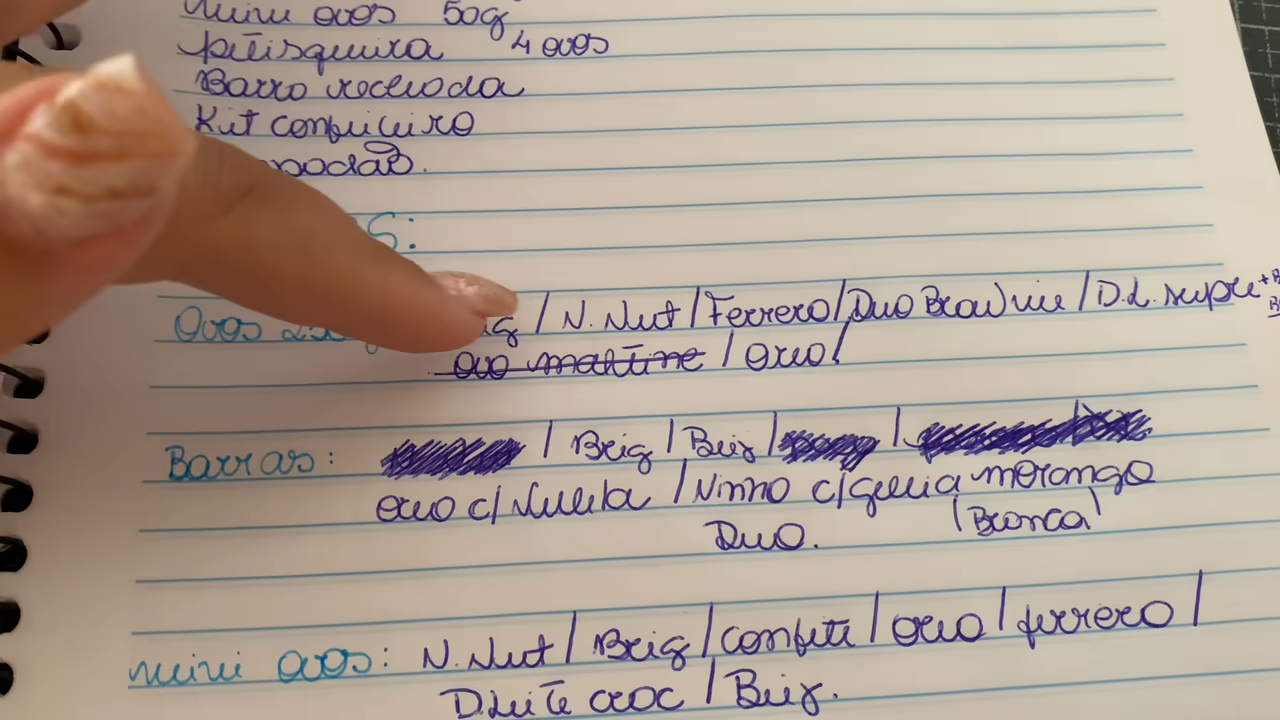 mini ovos 50g
petisqueira 4 ovos
Barra recheada
Kit confeiteiro
S:
Ovos / N. Nut / Ferrero / Duo Brownie / D.L. supre +B
ovo maltine / oreo /
Barras: / Brig / Beij / /
oreo c/ Nutella / Ninho c/ geleia morango
Duo. (Branca)
mini ovos: N. Nut / Brig / confete / oreo / ferrero /
D.Leite croc / Beij.